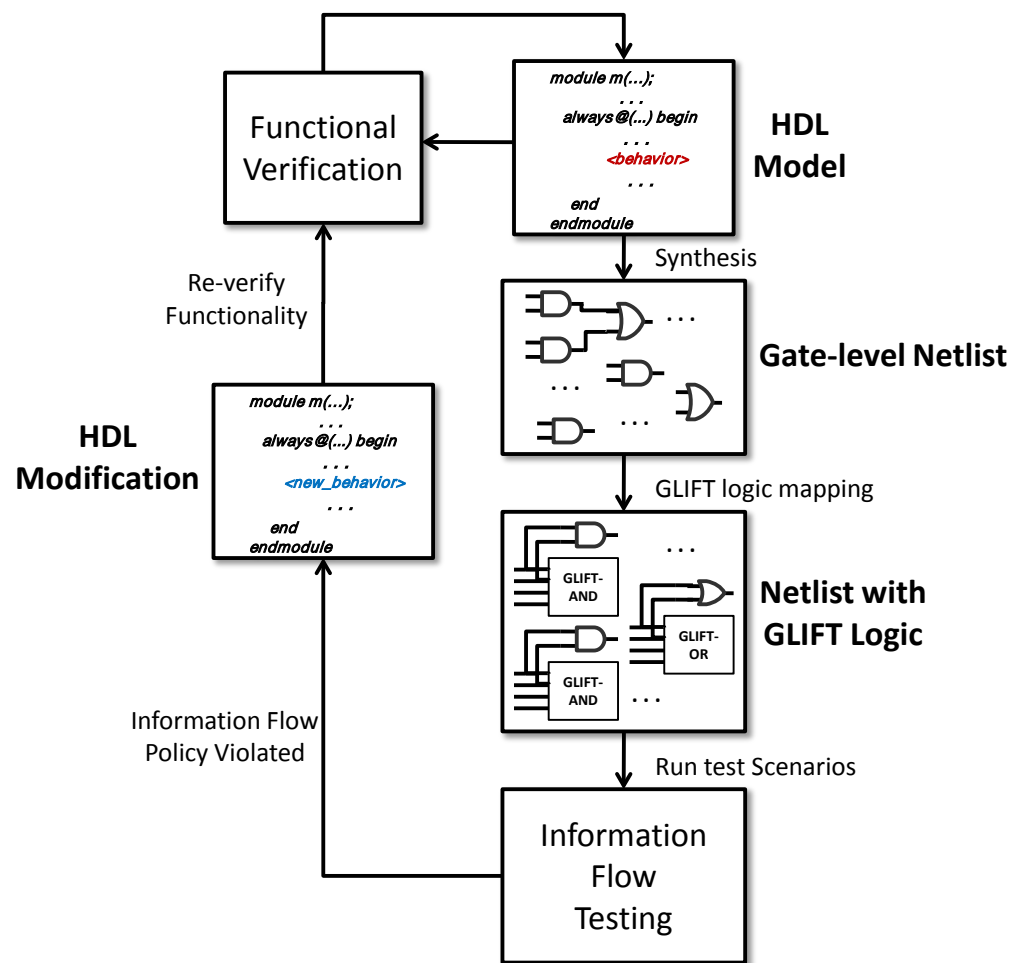 module m(...);
. . .
always@(...) begin
. . .
<behavior>
. . .
end
endmodule
HDL
Model
Functional
Verification
Synthesis
Re-verify
Functionality
. . .
. . .
. . .
Gate-level Netlist
HDL
Modification
module m(...);
. . .
always@(...) begin
. . .
<new_behavior>
. . .
end
endmodule
GLIFT logic mapping
. . .
GLIFT-
AND
GLIFT-
OR
GLIFT-
AND
. . .
Netlist with
GLIFT Logic
Information Flow
Policy Violated
Run test Scenarios
Information
Flow
Testing